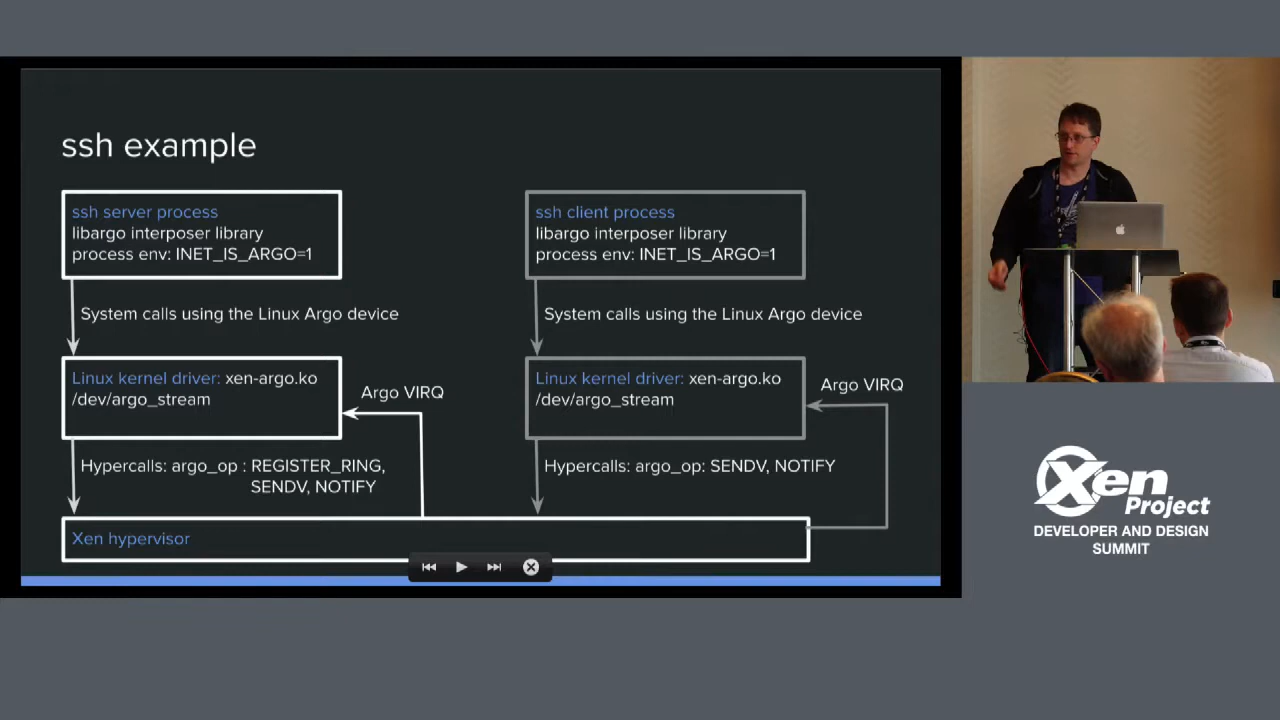 ssh example
ssh server process
libargo interposer library
process env: INET_IS_ARGO=1
System calls using the Linux Argo device
Linux kernel driver: xen-argo.ko
/dev/argo_stream
Argo VIRQ
Hypercalls: argo_op : REGISTER_RING,
SENDV, NOTIFY
ssh client process
libargo interposer library
process env: INET_IS_ARGO=1
System calls using the Linux Argo device
Linux kernel driver: xen-argo.ko
/dev/argo_stream
Argo VIRQ
Hypercalls: argo_op: SENDV, NOTIFY
Xen hypervisor
Xen
Project
DEVELOPER AND DESIGN
SUMMIT